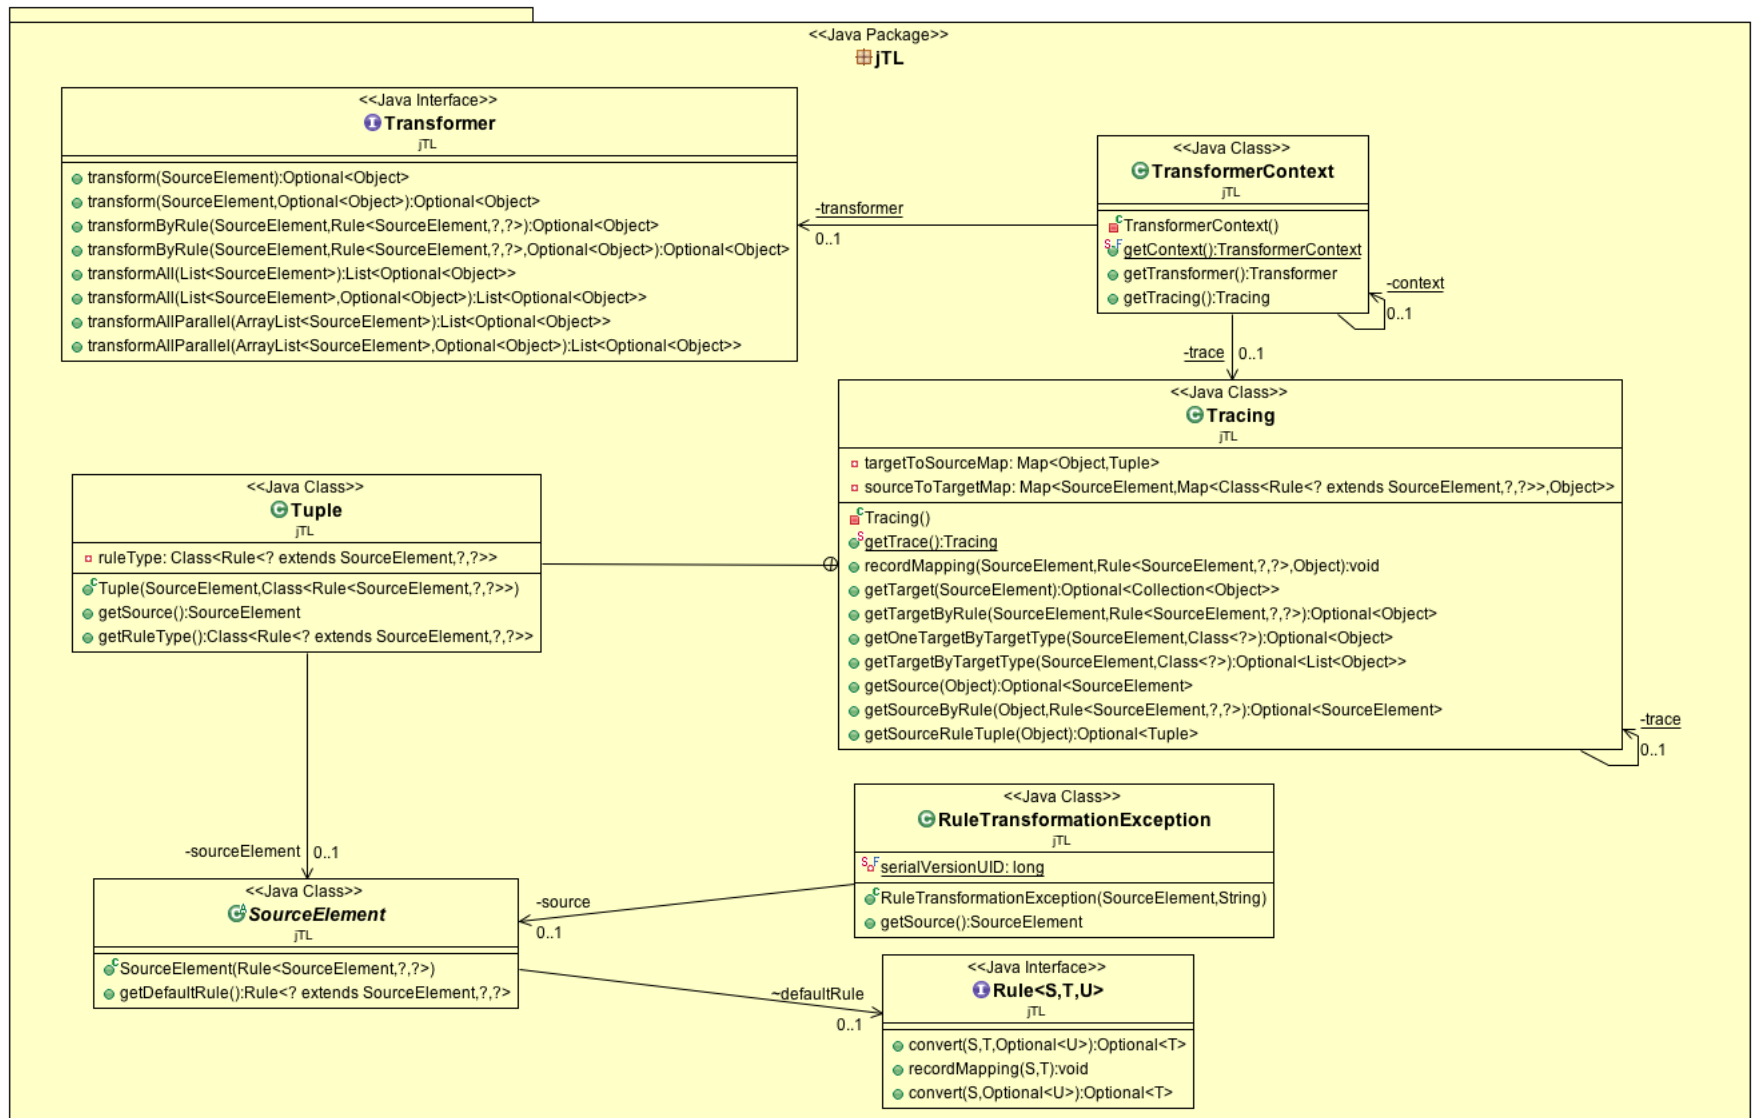 <<Java Package>>
jTL
<<Java Interface>>
Transformer
jTL
transform(SourceElement):Optional<Object>
transform(SourceElement,Optional<Object>):Optional<Object>
transformByRule(SourceElement,Rule<SourceElement,?,?>):Optional<Object>
transformByRule(SourceElement,Rule<SourceElement,?,?>,Optional<Object>):Optional<Object>
transformAll(List<SourceElement>):List<Optional<Object>>
transformAll(List<SourceElement>,Optional<Object>):List<Optional<Object>>
transformAllParallel(ArrayList<SourceElement>):List<Optional<Object>>
transformAllParallel(ArrayList<SourceElement>,Optional<Object>):List<Optional<Object>>
-transformer
0..1
<<Java Class>>
TransformerContext
jTL
TransformerContext()
getContext():TransformerContext
getTransformer():Transformer
getTracing():Tracing
-context
0..1
-trace 0..1
<<Java Class>>
Tracing
jTL
targetToSourceMap: Map<Object,Tuple>
sourceToTargetMap: Map<SourceElement,Map<Class<Rule<? extends SourceElement,?,?>>,Object>>
Tracing()
getTrace():Tracing
recordMapping(SourceElement,Rule<SourceElement,?,?>,Object):void
getTarget(SourceElement):Optional<Collection<Object>>
getTargetByRule(SourceElement,Rule<SourceElement,?,?>):Optional<Object>
getOneTargetByTargetType(SourceElement,Class<?>):Optional<Object>
getTargetByTargetType(SourceElement,Class<?>):Optional<List<Object>>
getSource(Object):Optional<SourceElement>
getSourceByRule(Object,Rule<SourceElement,?,?>):Optional<SourceElement>
getSourceRuleTuple(Object):Optional<Tuple>
-trace
0..1
<<Java Class>>
Tuple
jTL
ruleType: Class<Rule<? extends SourceElement,?,?>>
Tuple(SourceElement,Class<Rule<SourceElement,?,?>>)
getSource():SourceElement
getRuleType():Class<Rule<? extends SourceElement,?,?>>
-sourceElement 0..1
<<Java Class>>
RuleTransformationException
jTL
serialVersionUID: long
RuleTransformationException(SourceElement,String)
getSource():SourceElement
-source
0..1
<<Java Class>>
SourceElement
jTL
SourceElement(Rule<SourceElement,?,?>)
getDefaultRule():Rule<? extends SourceElement,?,?>
~defaultRule
0..1
<<Java Interface>>
Rule<S,T,U>
jTL
convert(S,T,Optional<U>):Optional<T>
recordMapping(S,T):void
convert(S,Optional<U>):Optional<T>